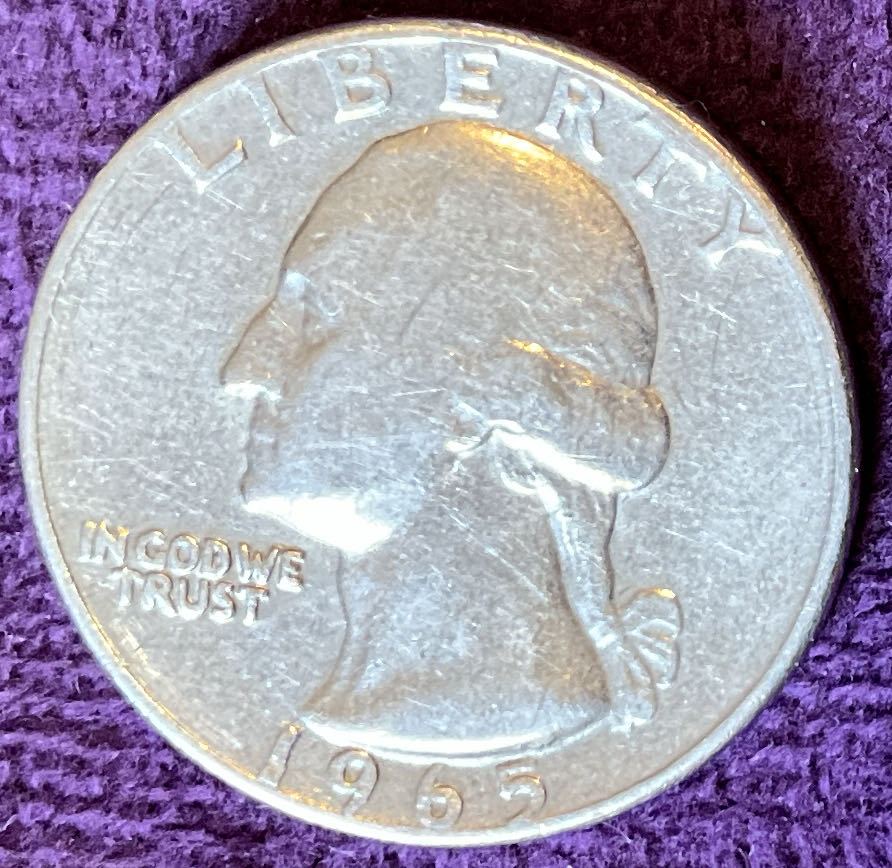 LIBERTY
IN GOD WE
TRUST
1965